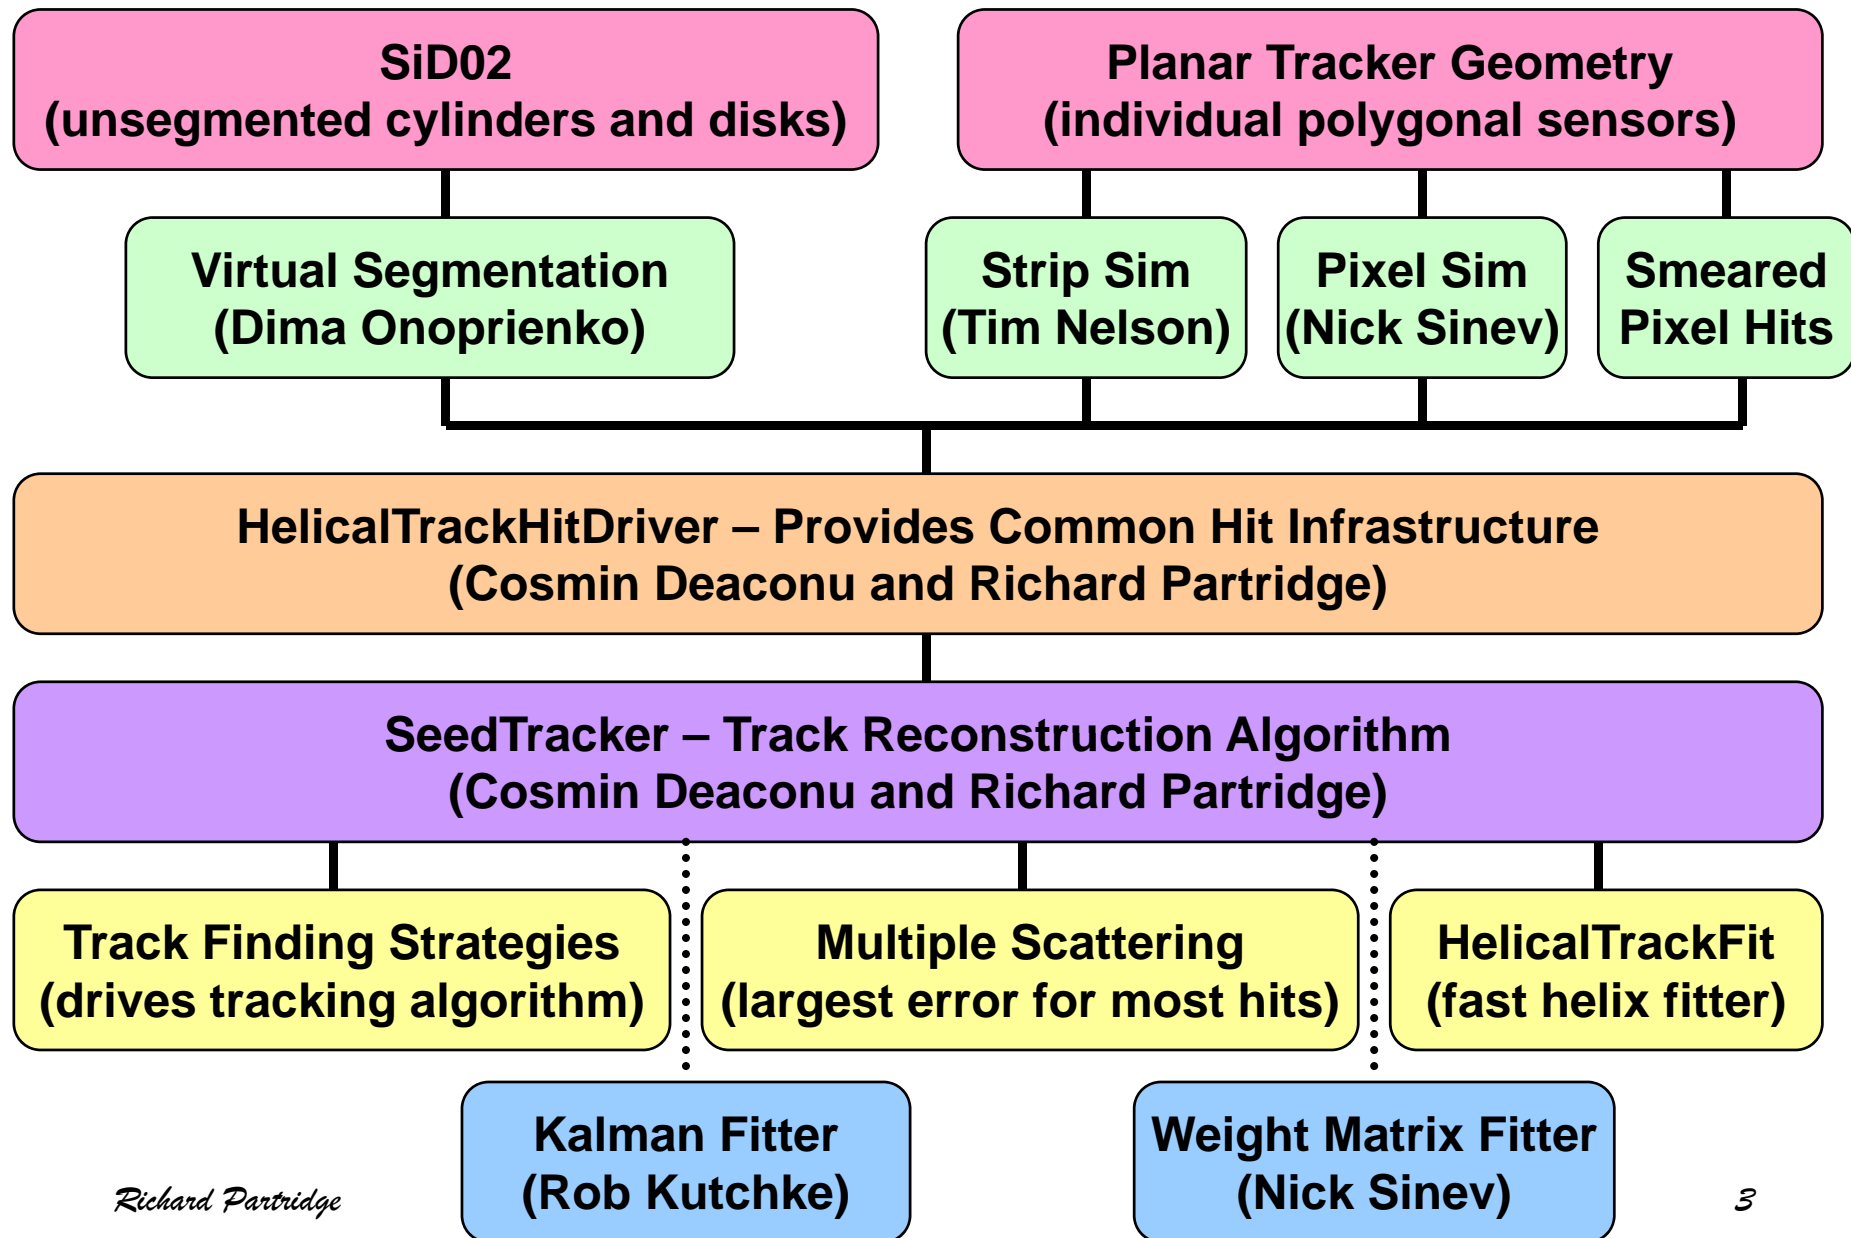 SiD02
(unsegmented cylinders and disks)
Planar Tracker Geometry
(individual polygonal sensors)
Virtual Segmentation
(Dima Onoprienko)
Strip Sim
(Tim Nelson)
Pixel Sim
(Nick Sinev)
Smeared
Pixel Hits
HelicalTrackHitDriver – Provides Common Hit Infrastructure
(Cosmin Deaconu and Richard Partridge)
SeedTracker – Track Reconstruction Algorithm
(Cosmin Deaconu and Richard Partridge)
Track Finding Strategies
(drives tracking algorithm)
Multiple Scattering
(largest error for most hits)
HelicalTrackFit
(fast helix fitter)
Kalman Fitter
(Rob Kutchke)
Weight Matrix Fitter
(Nick Sinev)
Richard Partridge
3